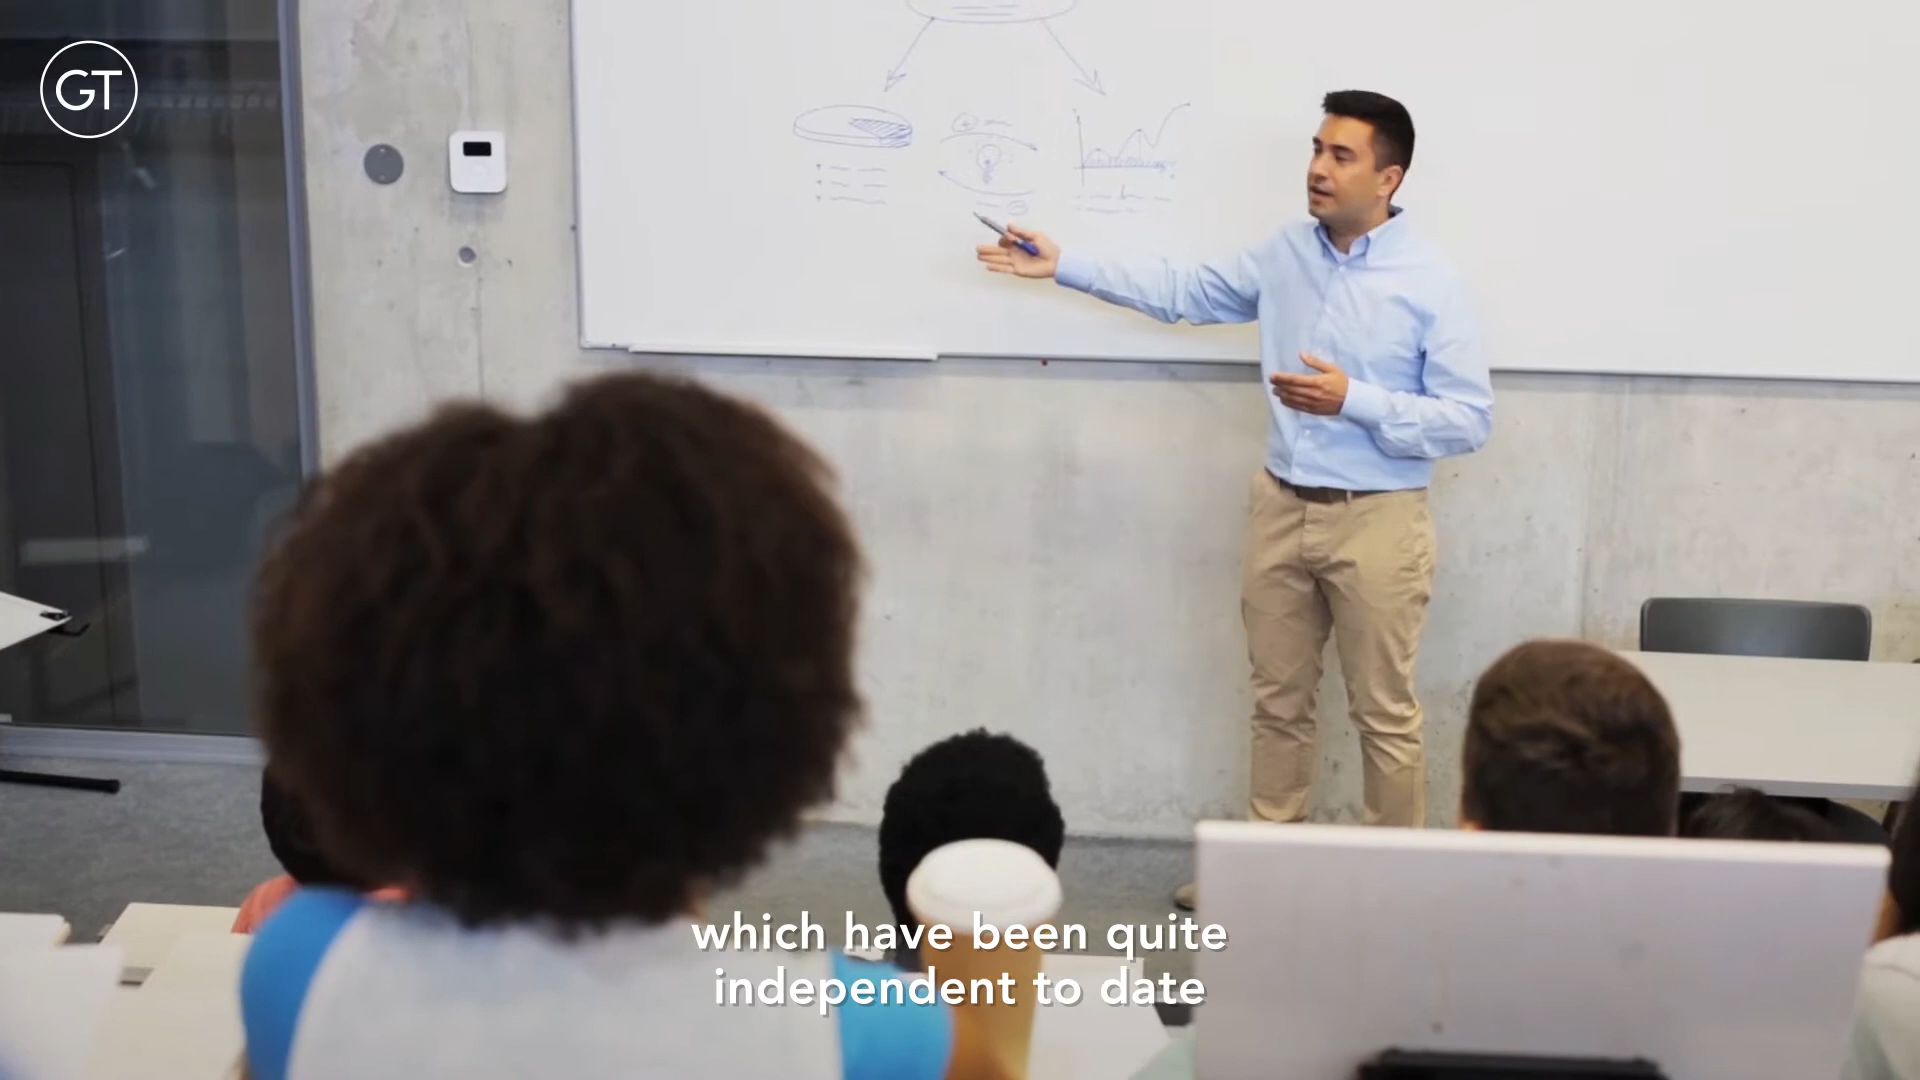 GT
which have been quite
independent to date